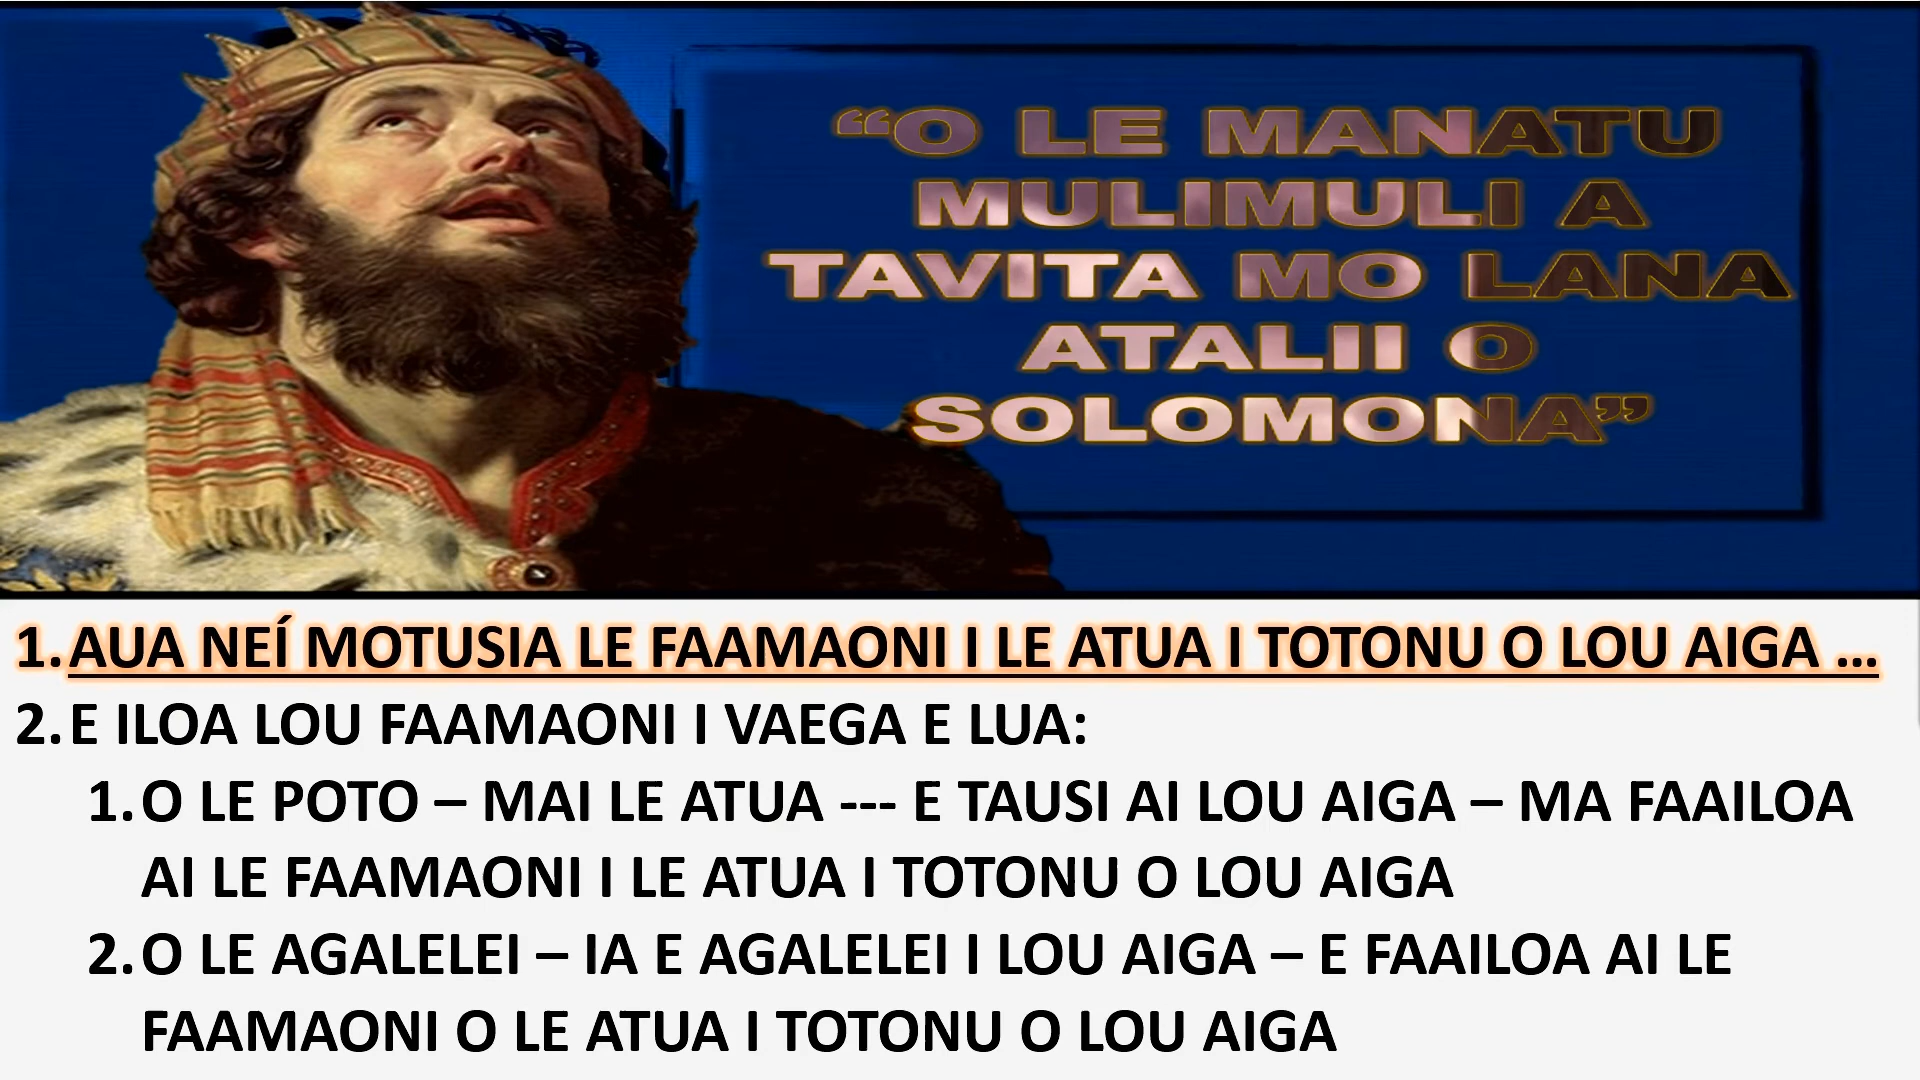 “O LE MANATU
MULIMULI A
TAVITA MO LANA
ATALII O
SOLOMONA”
1. AUA NEÍ MOTUSIA LE FAAMAONI I LE ATUA I TOTONU O LOU AIGA …
2. E ILOA LOU FAAMAONI I VAEGA E LUA:
1. O LE POTO – MAI LE ATUA --- E TAUSI AI LOU AIGA – MA FAAILOA
AI LE FAAMAONI I LE ATUA I TOTONU O LOU AIGA
2. O LE AGALELEI – IA E AGALELEI I LOU AIGA – E FAAILOA AI LE
FAAMAONI O LE ATUA I TOTONU O LOU AIGA